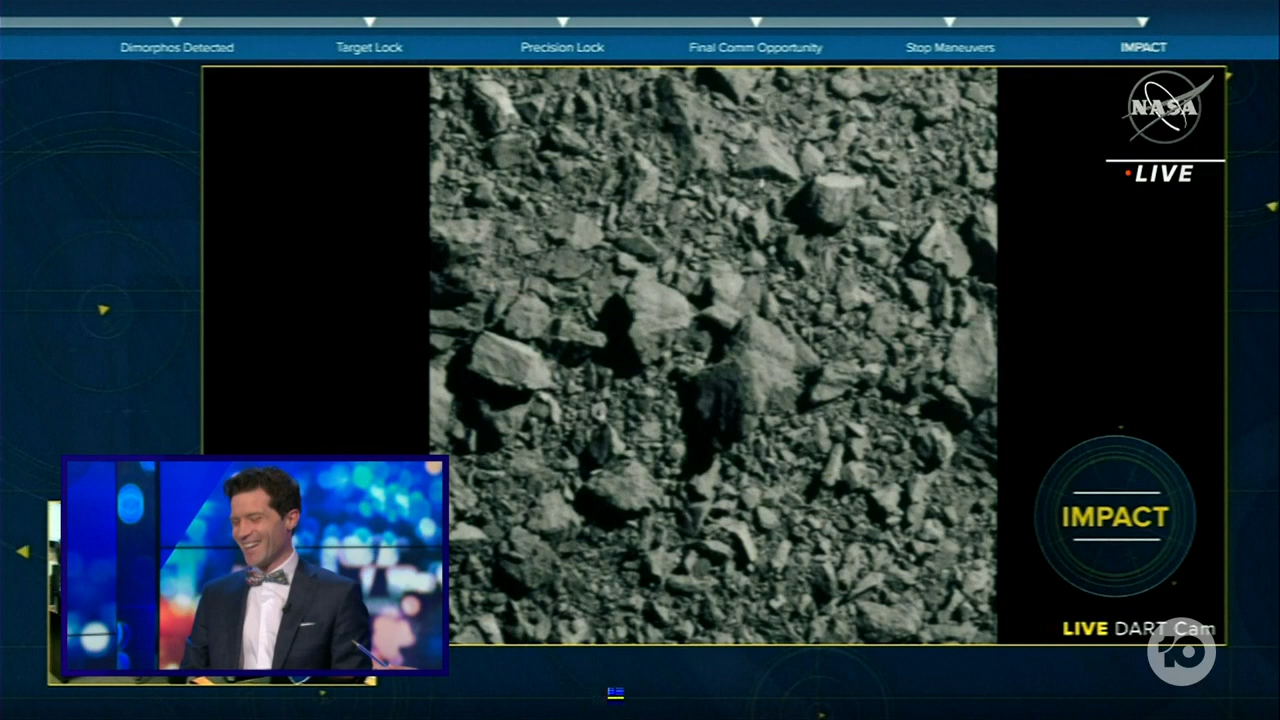 Dimorphos Detected
Target Lock
Precision Lock
Final Comm Opportunity
Stop Maneuvers
IMPACT
NASA
LIVE
IMPACT
LIVE DART Cam
10